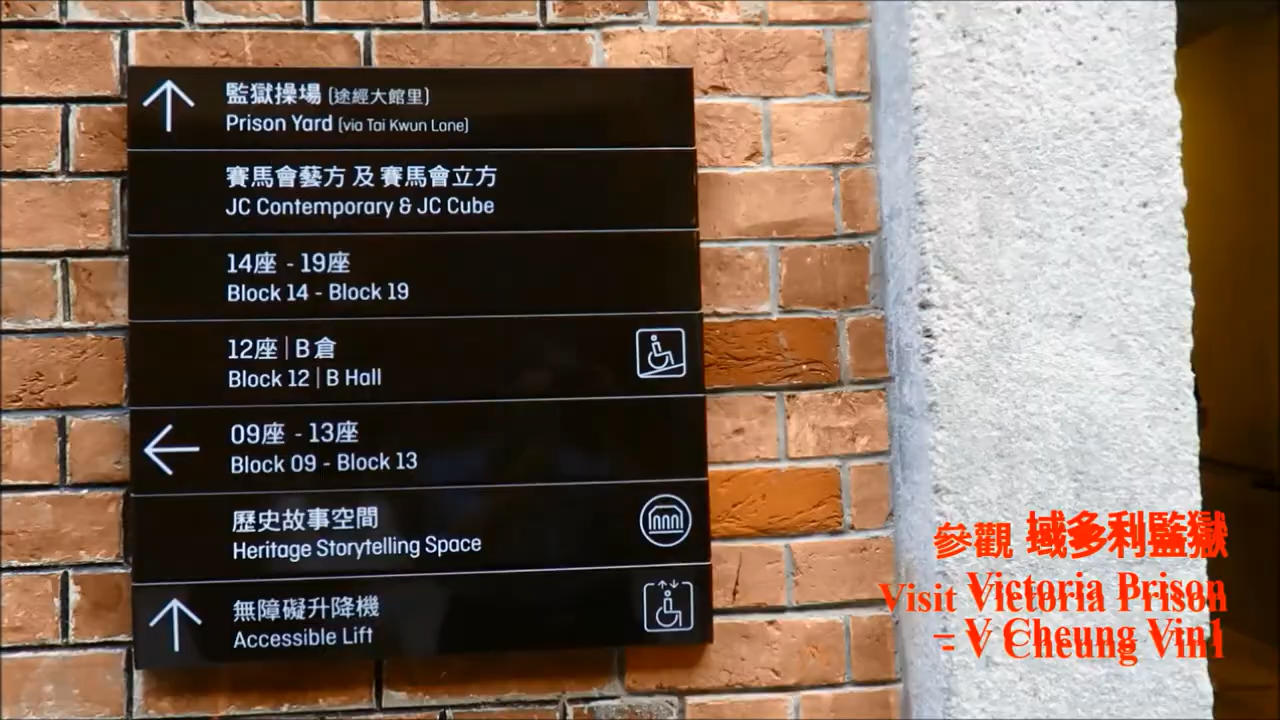 監獄操場 (途經大館里)
Prison Yard (via Tai Kwun Lane)
賽馬會藝方 及 賽馬會立方
JC Contemporary & JC Cube
14座 - 19座
Block 14 - Block 19
12座 | B倉
Block 12 | B Hall
09座 - 13座
Block 09 - Block 13
歷史故事空間
Heritage Storytelling Space
無障礙升降機
Accessible Lift
參觀 域多利監獄
Visit Victoria Prison
- V Cheung Vin1